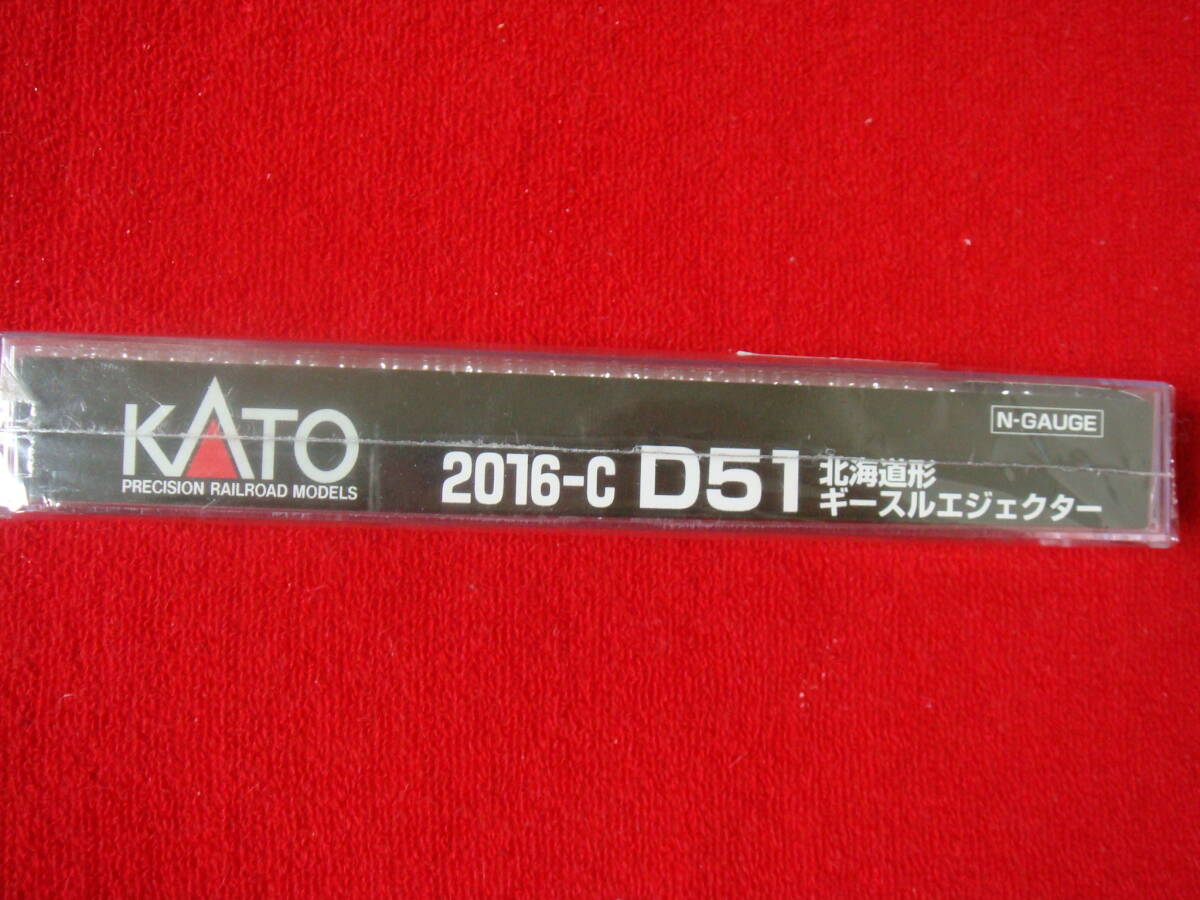 KATO
PRECISION RAILROAD MODELS
2016-C D51 北海道形
ギースルエジェクター
N-GAUGE